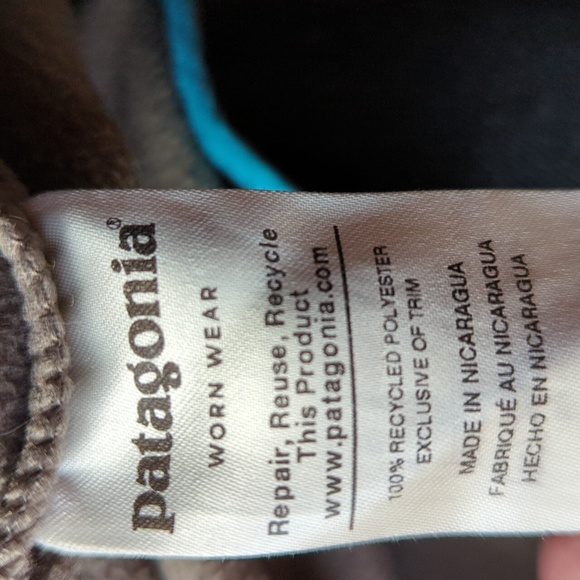 patagonia®
WORN WEAR
Repair, Reuse, Recycle
This Product
www.patagonia.com
100% RECYCLED POLYESTER
EXCLUSIVE OF TRIM
MADE IN NICARAGUA
FABRIQUÉ AU NICARAGUA
HECHO EN NICARAGUA